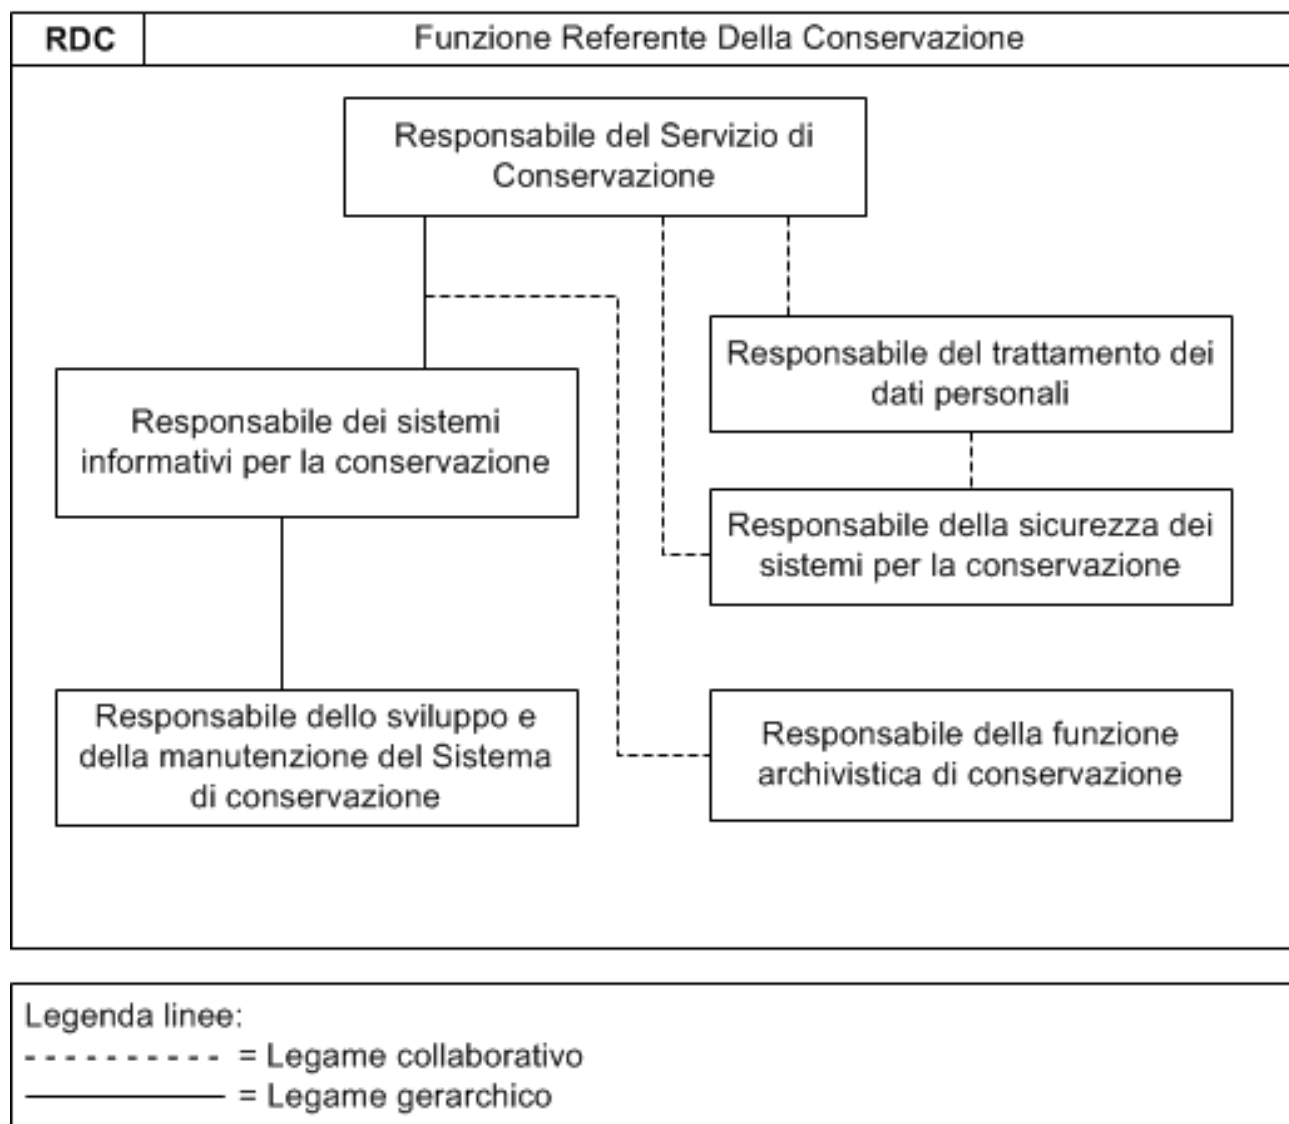 RDC
Funzione Referente Della Conservazione
Responsabile del Servizio di
Conservazione
Responsabile del trattamento dei
dati personali
Responsabile dei sistemi
informativi per la conservazione
Responsabile della sicurezza dei
sistemi per la conservazione
Responsabile dello sviluppo e
della manutenzione del Sistema
di conservazione
Responsabile della funzione
archivistica di conservazione
Legenda linee:
- - - - - - - - - - = Legame collaborativo
= Legame gerarchico